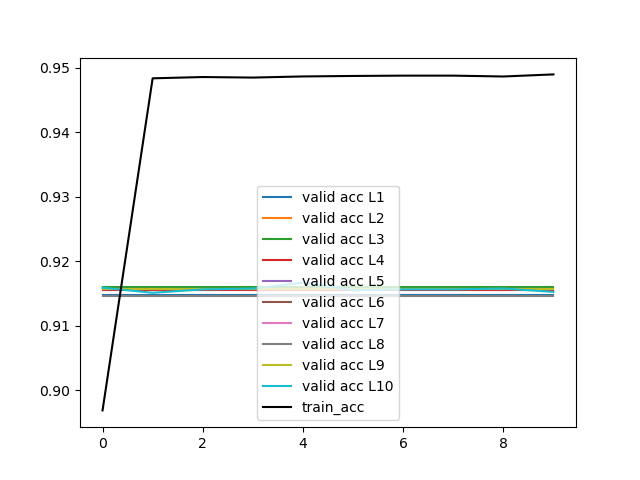 0.95
0.94
0.93
0.92
0.91
0.90
0
2
4
6
8
valid acc L1
valid acc L2
valid acc L3
valid acc L4
valid acc L5
valid acc L6
valid acc L7
valid acc L8
valid acc L9
valid acc L10
train_acc